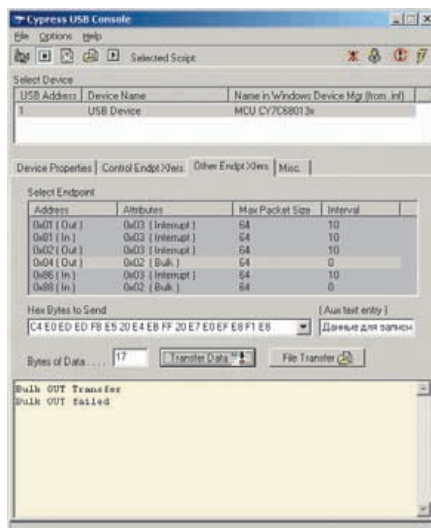 Cypress USB Console
File Options Help
Selected Script
Select Device
USB Address Device Name Name in Windows Device Mgr (from .inf)
1 USB Device MCU CY7C68013x
Device Properties Control Endpt Xfers Other Endpt Xfers Misc.
Select Endpoint
Address Attributes Max Packet Size Interval
0x01 ( Out ) 0x03 ( Interrupt ) 64 10
0x81 ( In ) 0x03 ( Interrupt ) 64 10
0x02 ( Out ) 0x03 ( Interrupt ) 64 10
0x04 ( Out ) 0x02 ( Bulk ) 64 0
0x86 ( In ) 0x03 ( Interrupt ) 64 10
0x88 ( In ) 0x02 ( Bulk ) 64 0
Hex Bytes to Send ( Aux text entry )
C4 E0 ED ED FB E5 20 E4 EB FF 20 E7 E0 EF E8 F1 E8 Данные для записи
Bytes of Data . . . . 17 Transfer Data File Transfer
Bulk OUT Transfer
Bulk OUT failed